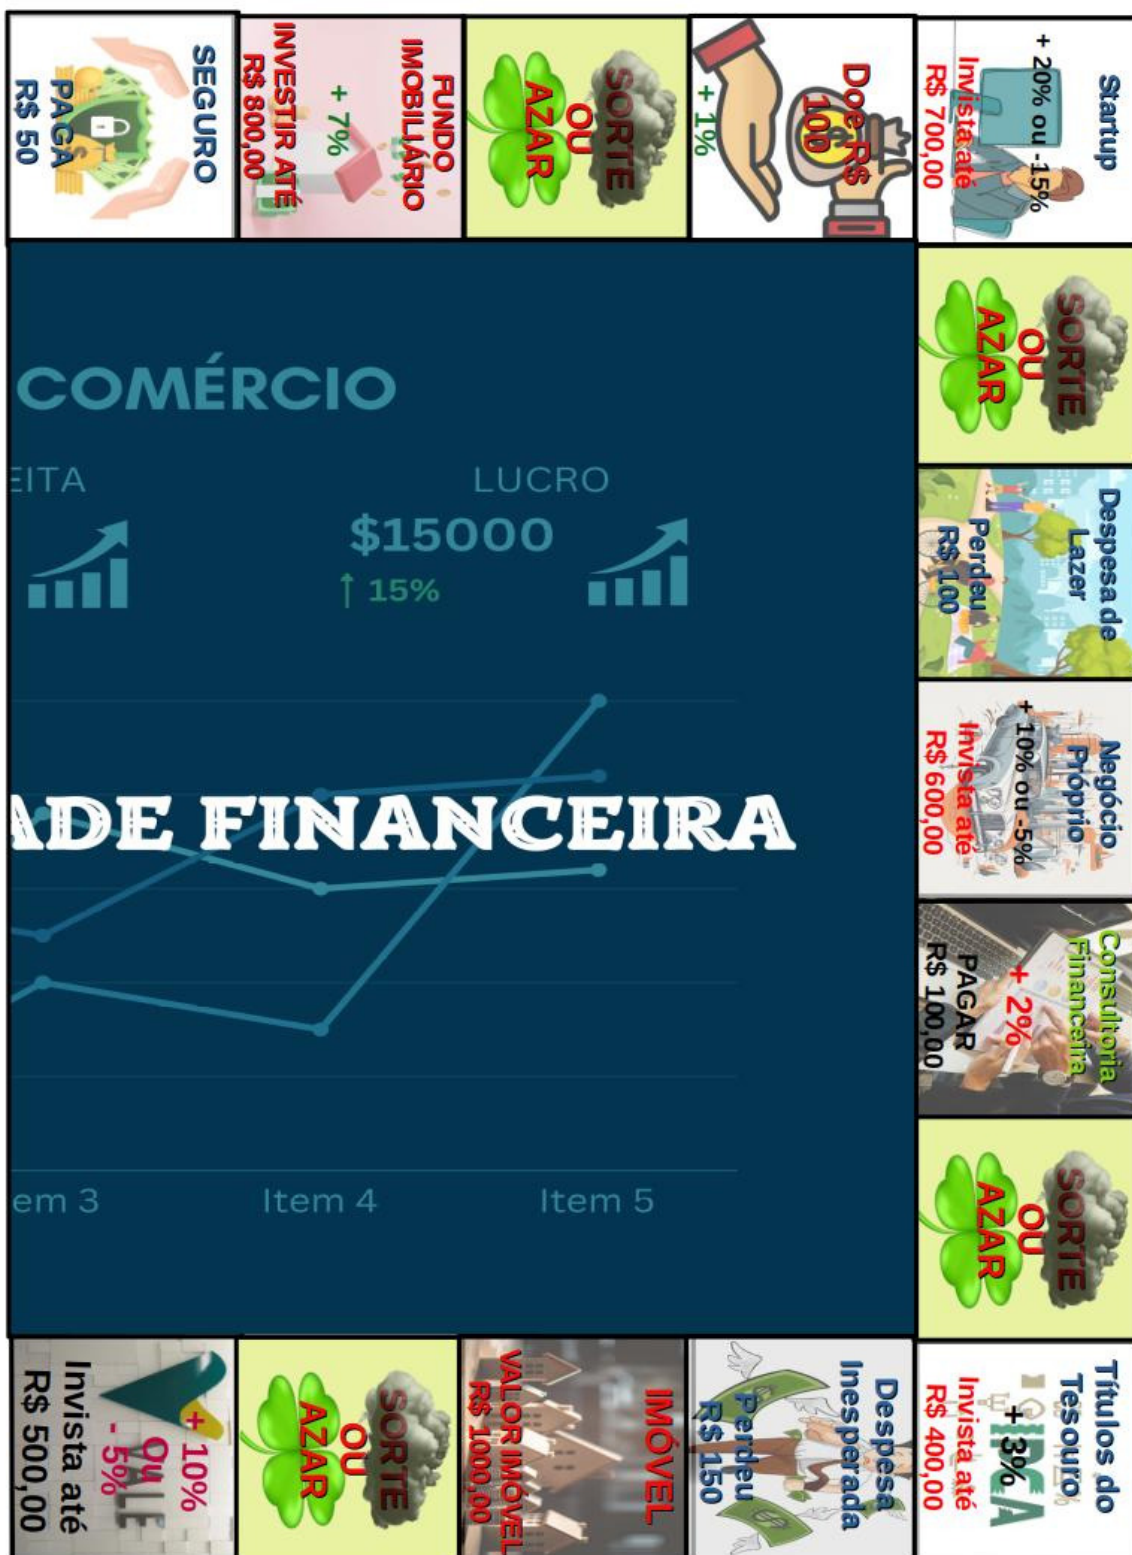 SEGURO
PAGA
R$ 50
FUNDO
IMOBILIÁRIO
+ 7%
INVESTIR ATÉ
R$ 800,00
SORTE
OU
AZAR
Doe R$
100
+ 1%
Startup
+ 20% ou -15%
Invista até
R$ 700,00
SORTE
OU
AZAR
Despesa de
Lazer
Perdeu
R$ 100
Negócio
Próprio
+ 10% ou -5%
Invista até
R$ 600,00
Consultoria
Financeira
+ 2%
PAGAR
R$ 100,00
SORTE
OU
AZAR
Títulos do
Tesouro
+ 3%
Invista até
R$ 400,00
Despesa
Inesperada
Perdeu
R$ 150
IMÓVEL
VALOR IMÓVEL
R$ 1000,00
SORTE
OU
AZAR
+ 10%
Ou
- 5%
VALE
Invista até
R$ 500,00
COMÉRCIO
EITA
LUCRO
$15000
↑ 15%
ADE FINANCEIRA
em 3
Item 4
Item 5